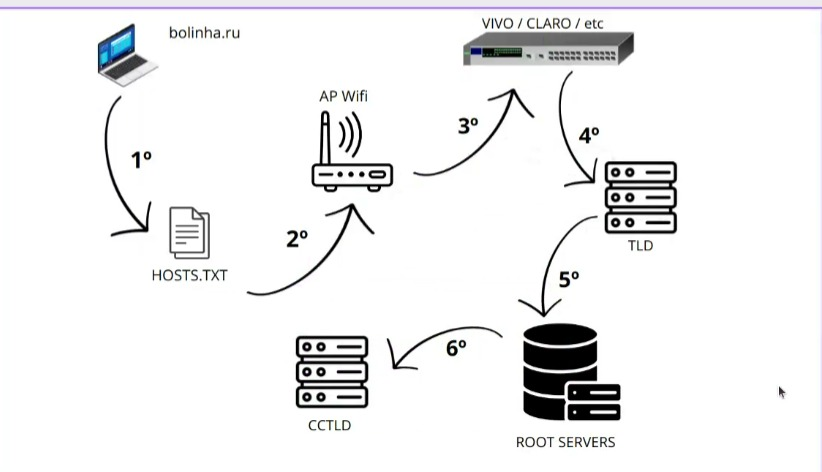 bolinha.ru
VIVO / CLARO / etc
AP Wifi
1º
2º
3º
4º
HOSTS.TXT
TLD
5º
6º
CCTLD
ROOT SERVERS